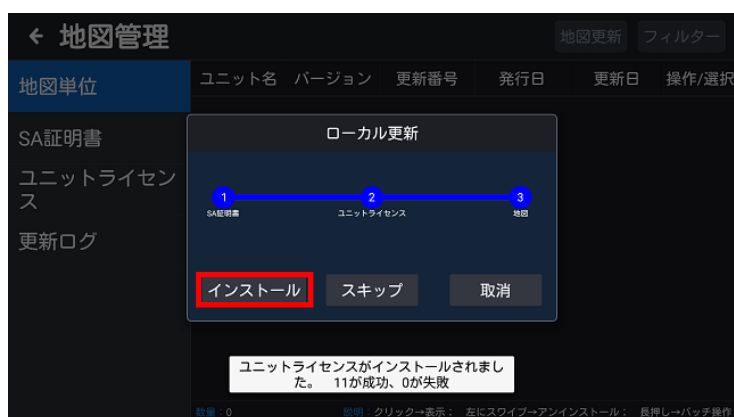 地図管理
地図更新 フィルター
地図単位
ユニット名 バージョン 更新番号 発行日 更新日 操作/選択
SA証明書
ユニットライセン
ス
更新ログ
ローカル更新
1 2 3
SA証明書 ユニットライセンス 地図
インストール スキップ 取消
ユニットライセンスがインストールされまし
た。 11が成功、0が失敗
数量：0 説明：クリック→表示； 左にスワイプ→アンインストール； 長押し→バッチ操作